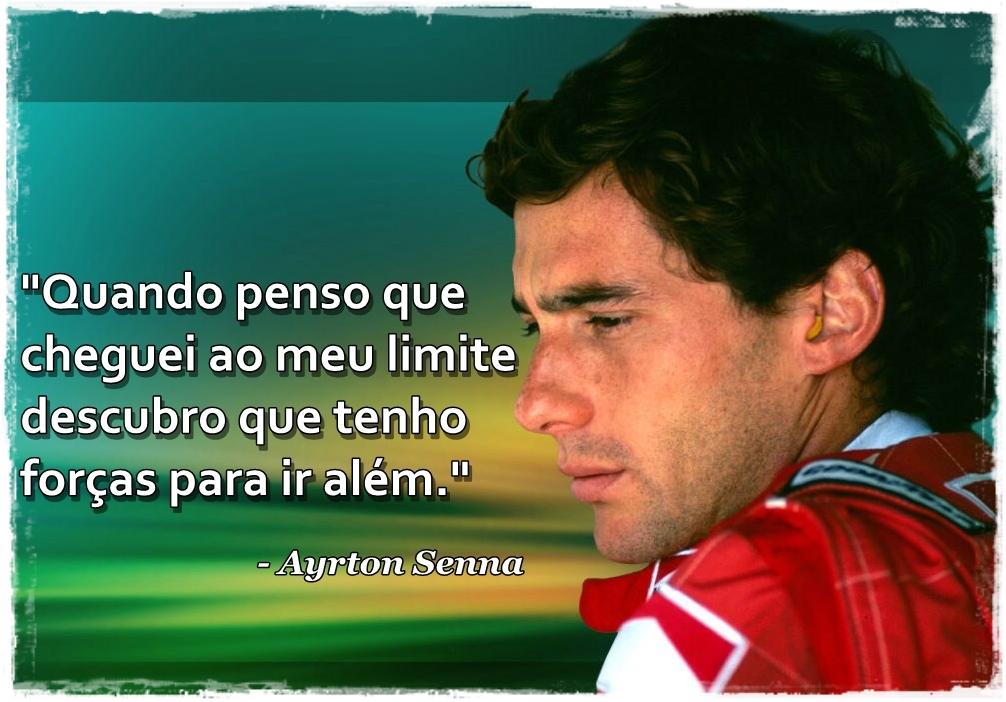 "Quando penso que
cheguei ao meu limite
descubro que tenho
forças para ir além."
- Ayrton Senna